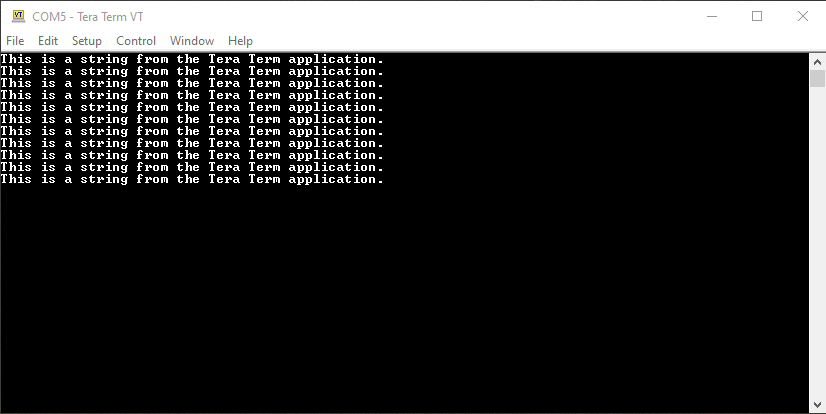 VT COM5 - Tera Term VT
File Edit Setup Control Window Help
This is a string from the Tera Term application.
This is a string from the Tera Term application.
This is a string from the Tera Term application.
This is a string from the Tera Term application.
This is a string from the Tera Term application.
This is a string from the Tera Term application.
This is a string from the Tera Term application.
This is a string from the Tera Term application.
This is a string from the Tera Term application.
This is a string from the Tera Term application.
This is a string from the Tera Term application.